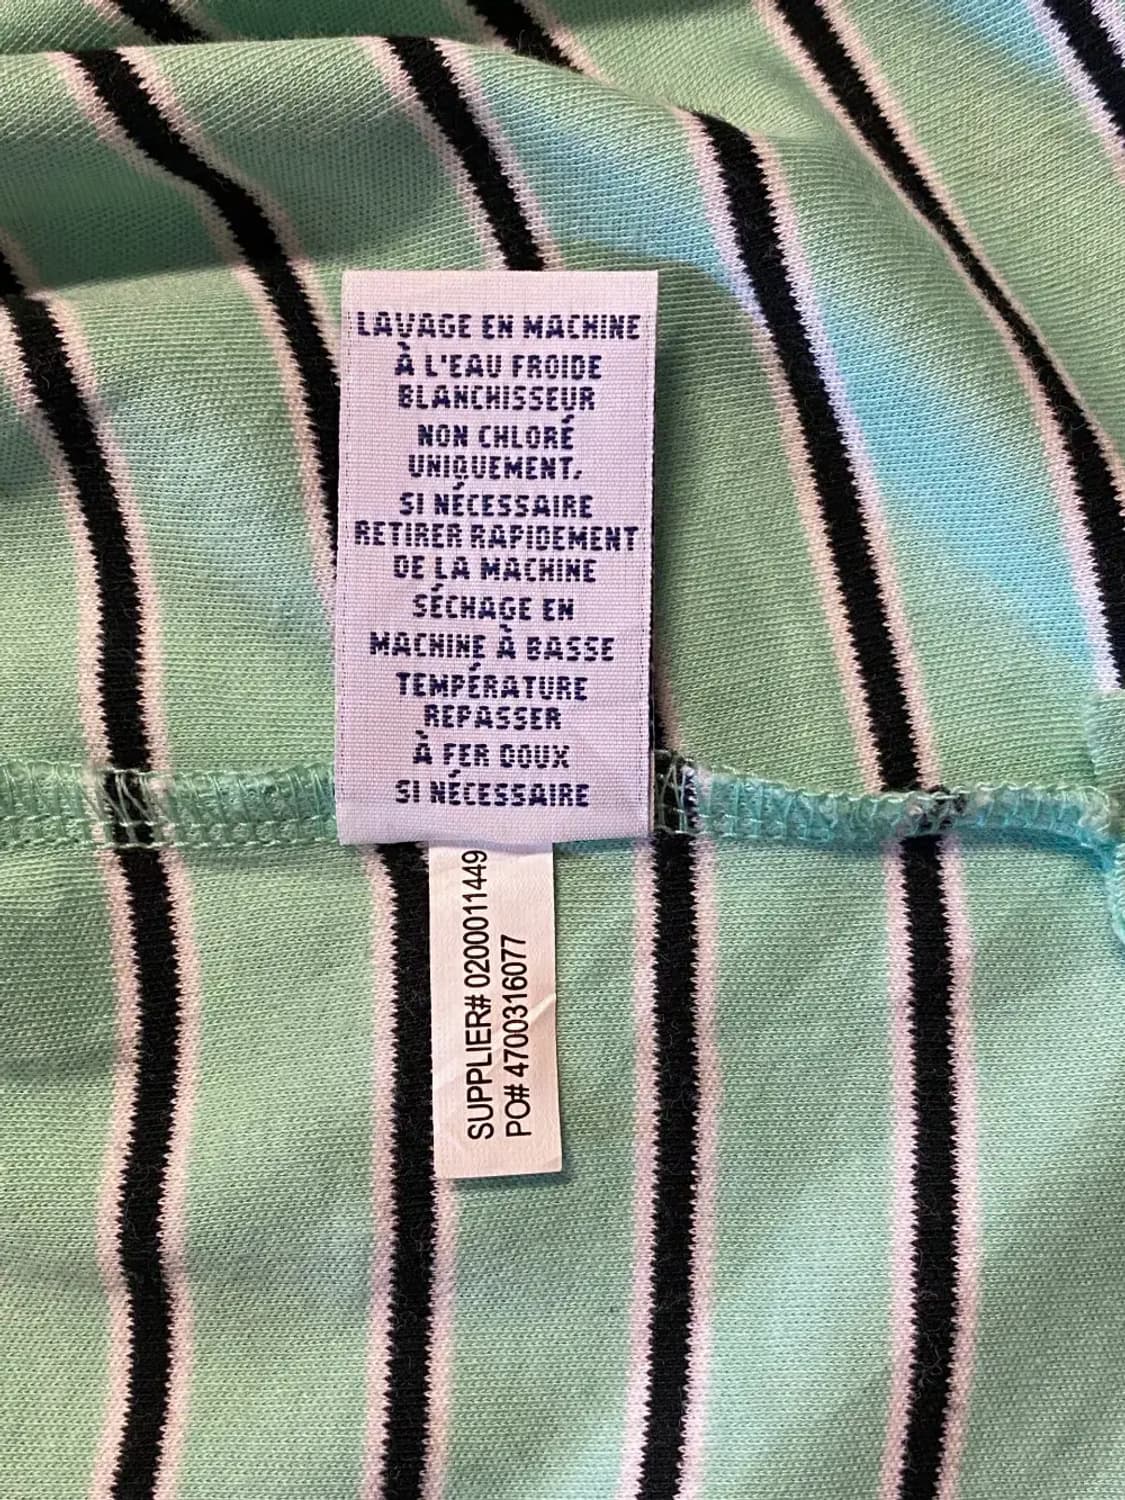 LAVAGE EN MACHINE
À L'EAU FROIDE
BLANCHISSEUR
NON CHLORÉ
UNIQUEMENT,
SI NÉCESSAIRE
RETIRER RAPIDEMENT
DE LA MACHINE
SÉCHAGE EN
MACHINE À BASSE
TEMPÉRATURE
REPASSER
À FER DOUX
SI NÉCESSAIRE
SUPPLIER# 0200011449
PO# 4700316077